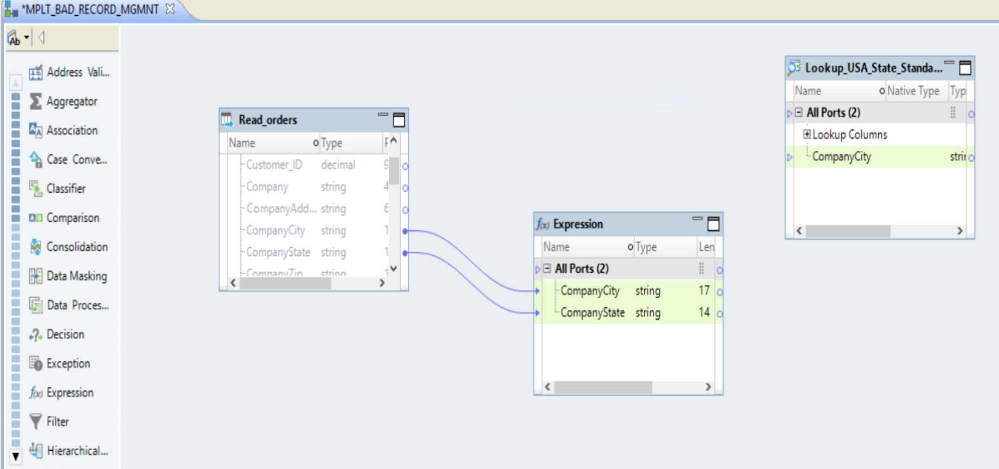 *MPLT_BAD_RECORD_MGMNT
Ab
Address Vali...
Aggregator
Association
Case Conve...
Classifier
Comparison
Consolidation
Data Masking
Data Proces...
Decision
Exception
f(x) Expression
Filter
Hierarchical...
Read_orders
Name Type
Customer_ID decimal 9
Company string 4
CompanyAdd... string 6
CompanyCity string 1
CompanyState string 1
CompanyZip string 1
f(x) Expression
Name Type Len
All Ports (2)
CompanyCity string 17
CompanyState string 14
Lookup_USA_State_Standa...
Name Native Type Typ
All Ports (2)
Lookup Columns
CompanyCity strin